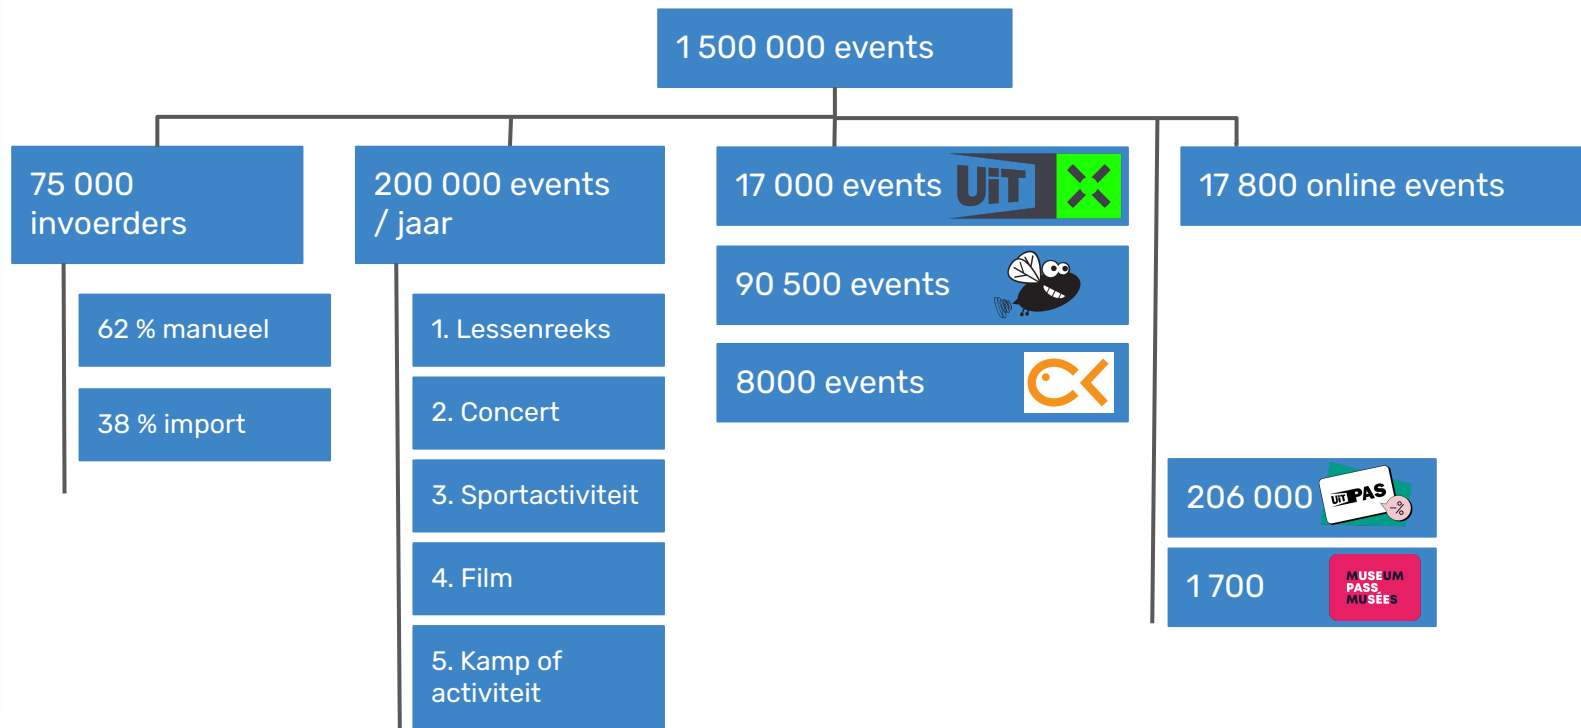 1 500 000 events
75 000
invoerders
62 % manueel
38 % import
200 000 events
/ jaar
1. Lessenreeks
2. Concert
3. Sportactiviteit
4. Film
5. Kamp of
activiteit
17 000 events UiT X
90 500 events
8000 events
17 800 online events
206 000 UiTPAS -%
1 700
MUSEUM
PASS
MUSÉES